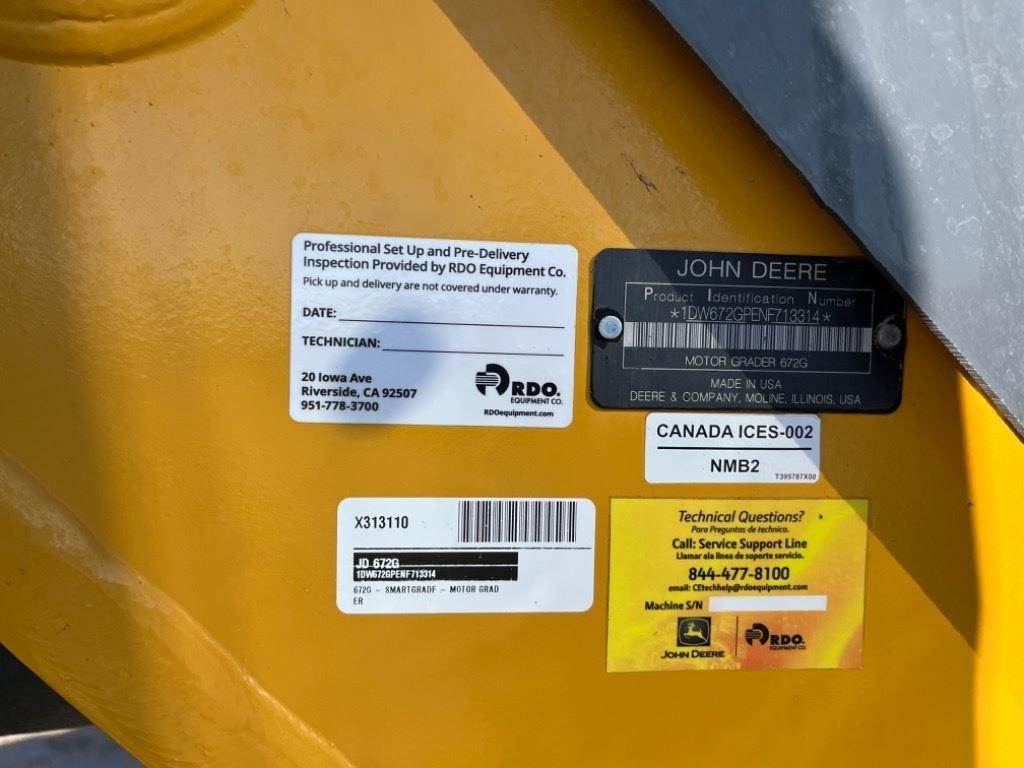 Professional Set Up and Pre-Delivery
Inspection Provided by RDO Equipment Co.
Pick up and delivery are not covered under warranty.
DATE:
TECHNICIAN:
20 Iowa Ave
Riverside, CA 92507
951-778-3700
RDO.
EQUIPMENT CO.
RDOequipment.com
JOHN DEERE
Product Identification Number
*1DW672GPENF713314*
MOTOR GRADER 672G
MADE IN USA
DEERE & COMPANY, MOLINE, ILLINOIS, USA
CANADA ICES-002
NMB2
T395787X00
X313110
JD 672G
1DW672GPENF713314
672G - SMARTGRADE - MOTOR GRAD
ER
Technical Questions?
Para Preguntas de technico.
Call: Service Support Line
Llamar ala linea de soporte servicio.
844-477-8100
email: CEtechhelp@rdoequipment.com
Machine S/N
JOHN DEERE
RDO.
EQUIPMENT CO.